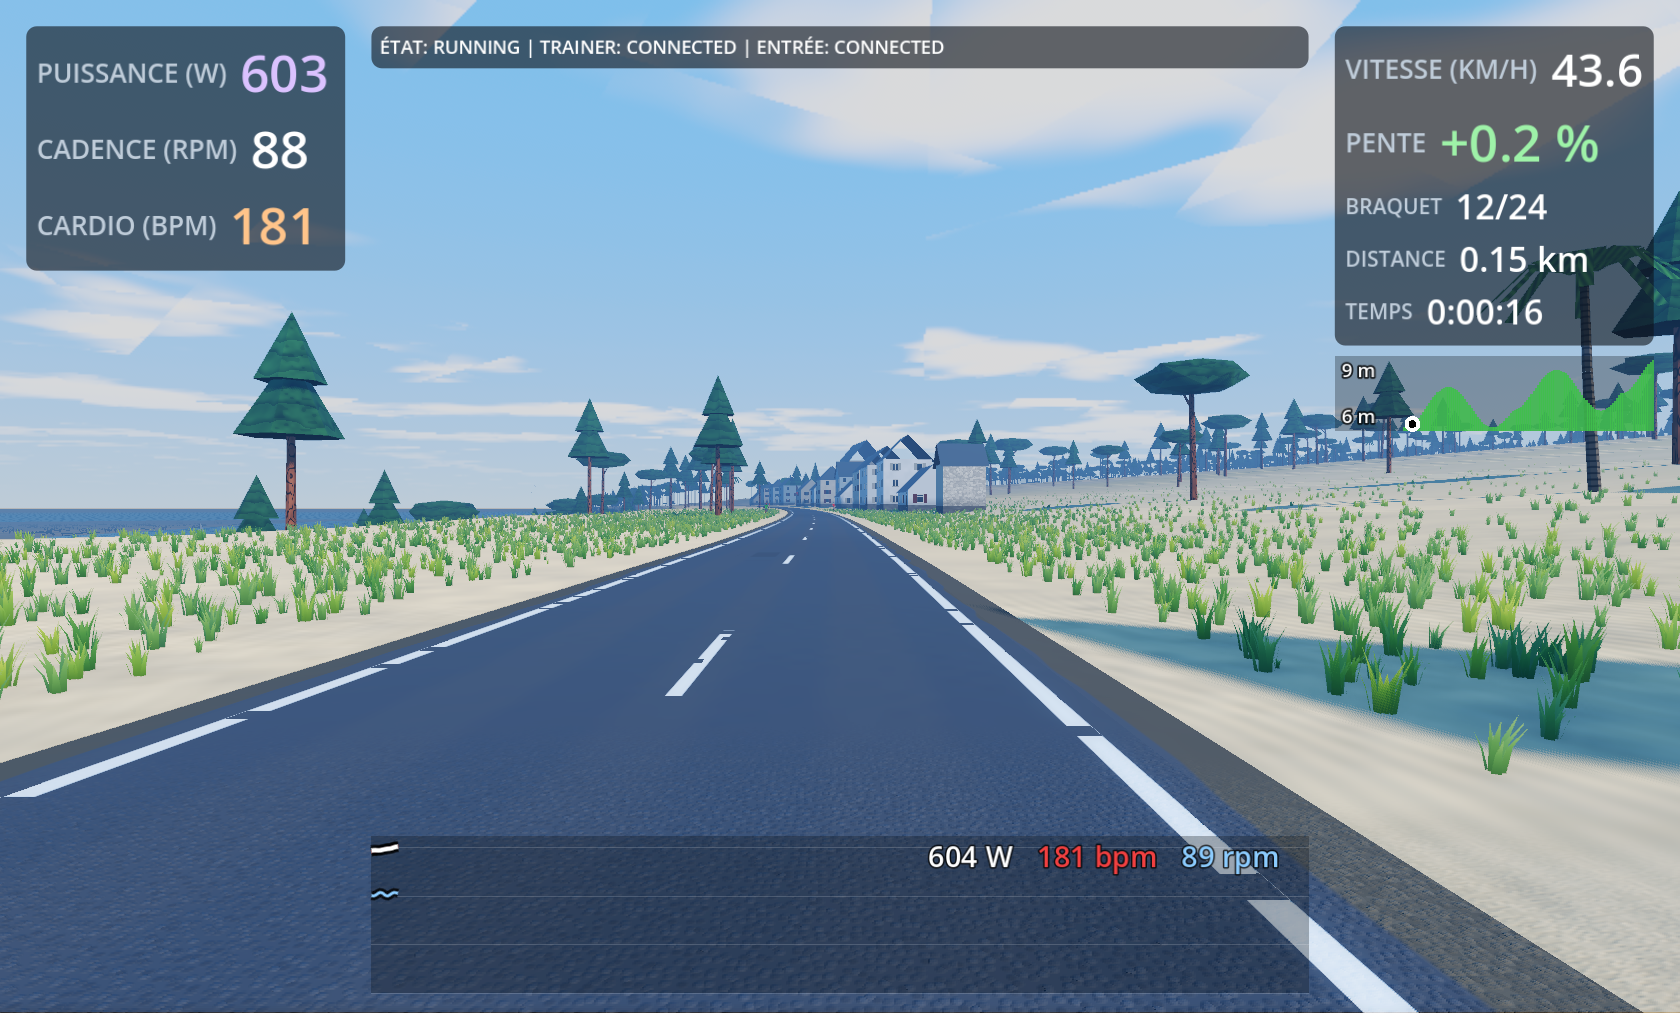 PUISSANCE (W) 603
CADENCE (RPM) 88
CARDIO (BPM) 181
ÉTAT: RUNNING | TRAINER: CONNECTED | ENTRÉE: CONNECTED
VITESSE (KM/H) 43.6
PENTE +0.2 %
BRAQUET 12/24
DISTANCE 0.15 km
TEMPS 0:00:16
9 m
6 m
604 W 181 bpm 89 rpm